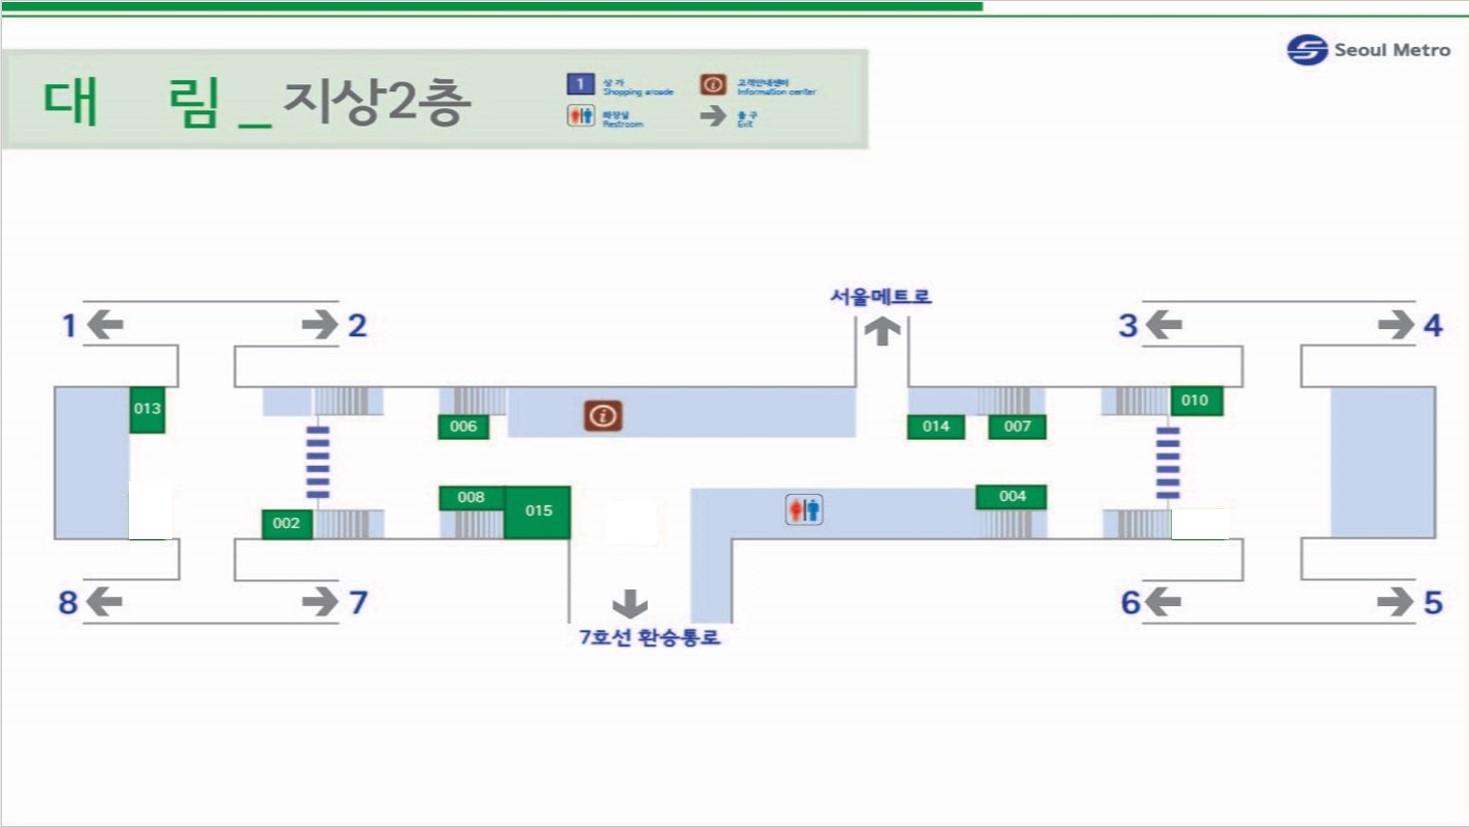 Seoul Metro
대 림_지상2층
1 상가 Shopping arcade
고객안내센터 Information center
화장실 Restroom
출구 Exit
서울메트로
1 2 3 4
013 010
006 014 007
008 015 004
002
8 7 6 5
7호선 환승통로